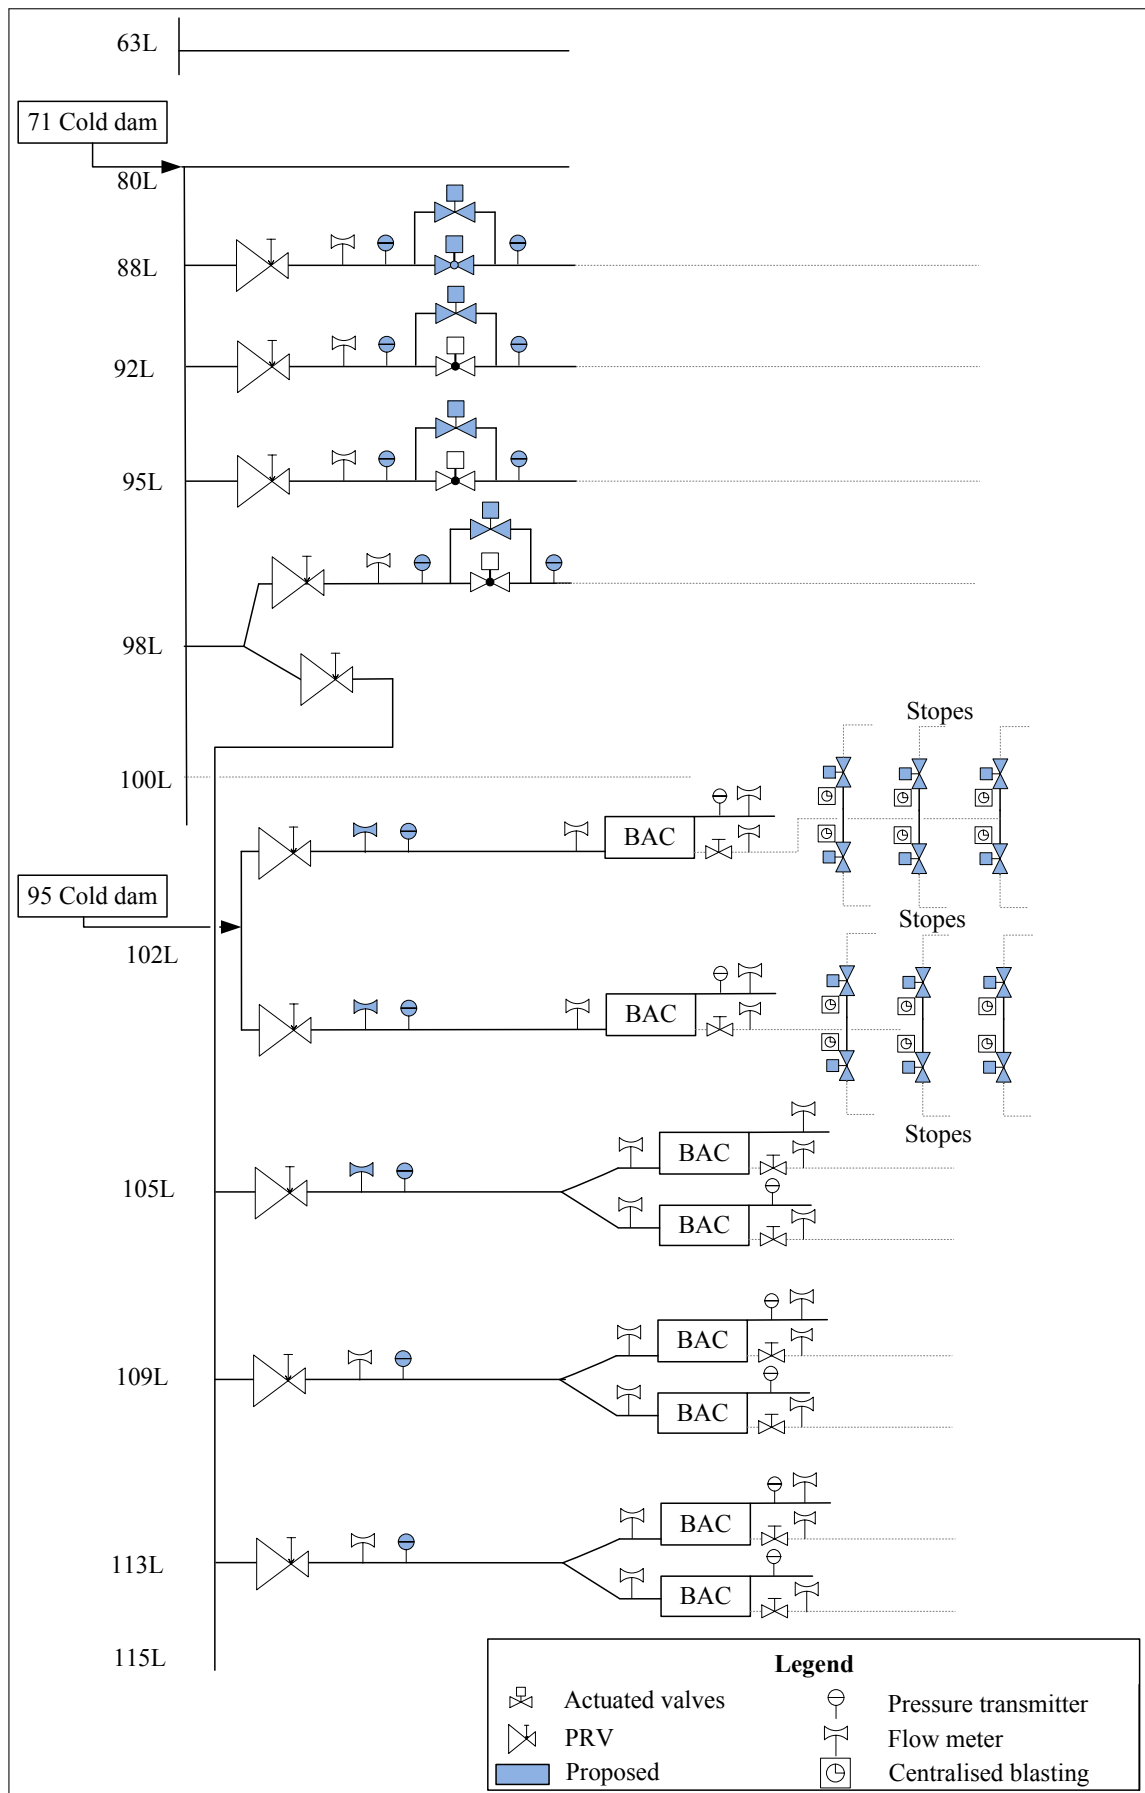 63L
71 Cold dam
80L
88L
92L
95L
98L
Stopes
100L
BAC
95 Cold dam
Stopes
102L
BAC
Stopes
BAC
105L
BAC
BAC
109L
BAC
BAC
113L
BAC
115L
Legend
Actuated valves
Pressure transmitter
PRV
Flow meter
Proposed
Centralised blasting